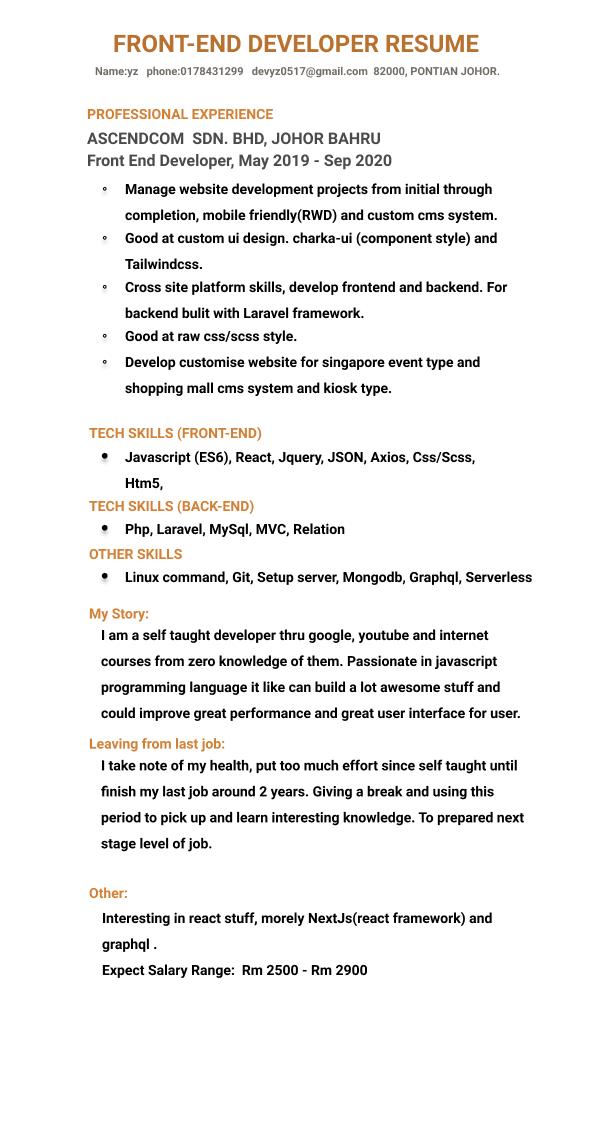 FRONT-END DEVELOPER RESUME
Name:yz phone:0178431299 devyz0517@gmail.com 82000, PONTIAN JOHOR.
PROFESSIONAL EXPERIENCE
ASCENDCOM SDN. BHD, JOHOR BAHRU
Front End Developer, May 2019 - Sep 2020
Manage website development projects from initial through
completion, mobile friendly(RWD) and custom cms system.
Good at custom ui design. charka-ui (component style) and
Tailwindcss.
Cross site platform skills, develop frontend and backend. For
backend bulit with Laravel framework.
Good at raw css/scss style.
Develop customise website for singapore event type and
shopping mall cms system and kiosk type.
TECH SKILLS (FRONT-END)
Javascript (ES6), React, Jquery, JSON, Axios, Css/Scss,
Htm5,
TECH SKILLS (BACK-END)
Php, Laravel, MySql, MVC, Relation
OTHER SKILLS
Linux command, Git, Setup server, Mongodb, Graphql, Serverless
My Story:
I am a self taught developer thru google, youtube and internet
courses from zero knowledge of them. Passionate in javascript
programming language it like can build a lot awesome stuff and
could improve great performance and great user interface for user.
Leaving from last job:
I take note of my health, put too much effort since self taught until
finish my last job around 2 years. Giving a break and using this
period to pick up and learn interesting knowledge. To prepared next
stage level of job.
Other:
Interesting in react stuff, morely NextJs(react framework) and
graphql .
Expect Salary Range: Rm 2500 - Rm 2900